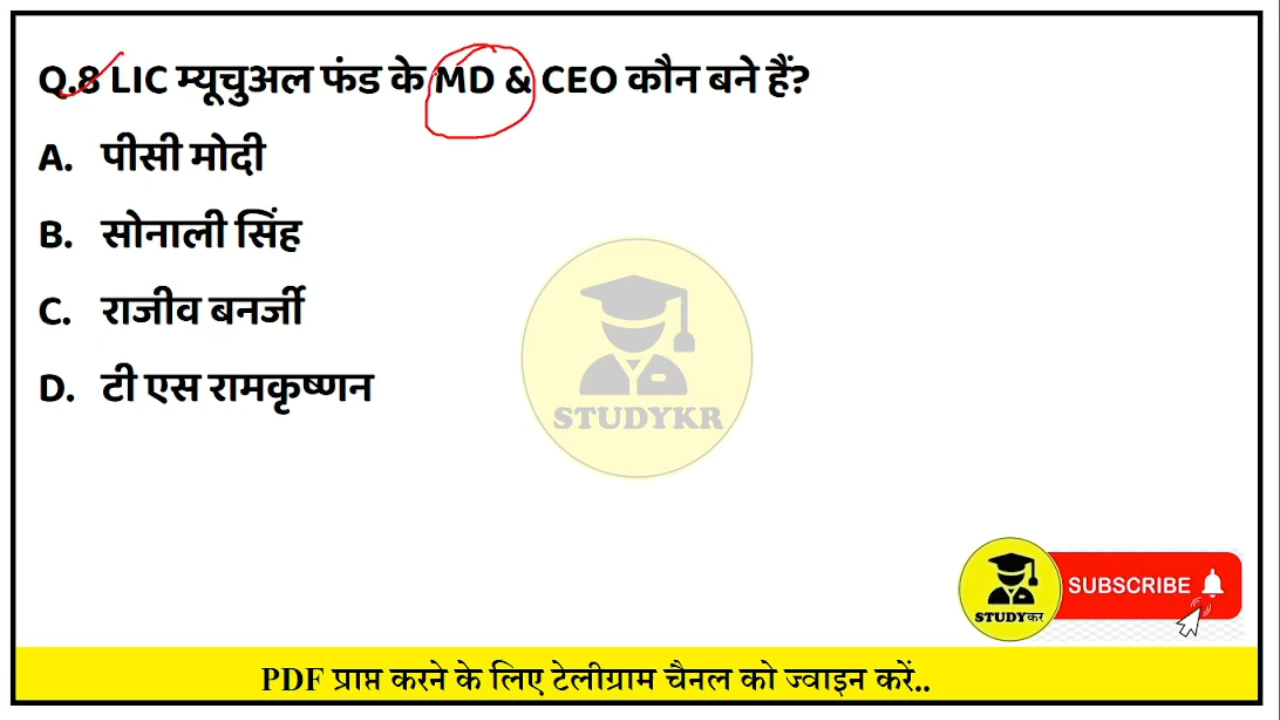 Q.8 LIC म्यूचुअल फंड के MD & CEO कौन बने हैं?
A. पीसी मोदी
B. सोनाली सिंह
C. राजीव बनर्जी
D. टी एस रामकृष्णन
STUDYKR
SUBSCRIBE
STUDYकर
PDF प्राप्त करने के लिए टेलीग्राम चैनल को ज्वाइन करें..